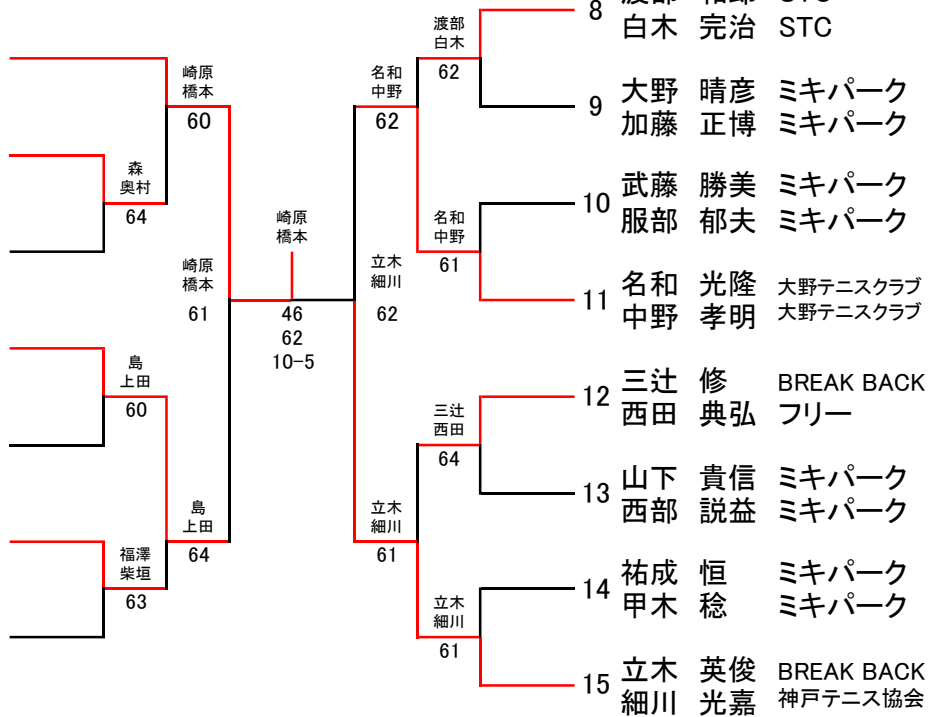 8
白木 完治 STC
渡部
白木
62
9
大野 晴彦 ミキパーク
加藤 正博 ミキパーク
崎原
橋本
60
名和
中野
62
森
奥村
64
10
武藤 勝美 ミキパーク
服部 郁夫 ミキパーク
崎原
橋本
名和
中野
61
崎原
橋本
61
立木
細川
62
46
62
10-5
11
名和 光隆 大野テニスクラブ
中野 孝明 大野テニスクラブ
島
上田
60
12
三辻 修 BREAK BACK
西田 典弘 フリー
三辻
西田
64
13
山下 貴信 ミキパーク
西部 説益 ミキパーク
島
上田
64
立木
細川
61
福澤
柴垣
63
14
祐成 恒 ミキパーク
甲木 稔 ミキパーク
立木
細川
61
15
立木 英俊 BREAK BACK
細川 光嘉 神戸テニス協会